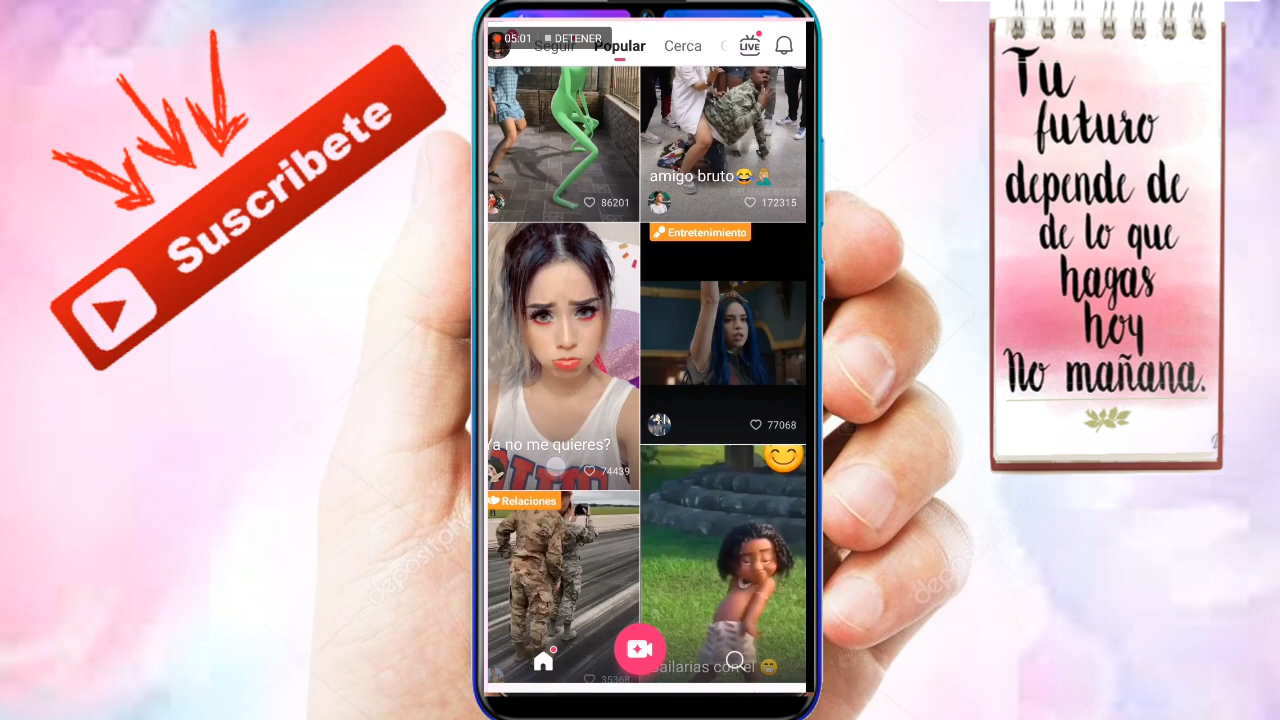 05:01 DETENER
Seguir Popular Cerca
LIVE
amigo bruto😂🤦
86201
172315
Entretenimiento
Ya no me quieres?
74439
77068
Relaciones
Bailarias con el 😁
35368
Suscribete
Tu
futuro
depende de
de lo que
hagas
hoy
No mañana.
depositphotos